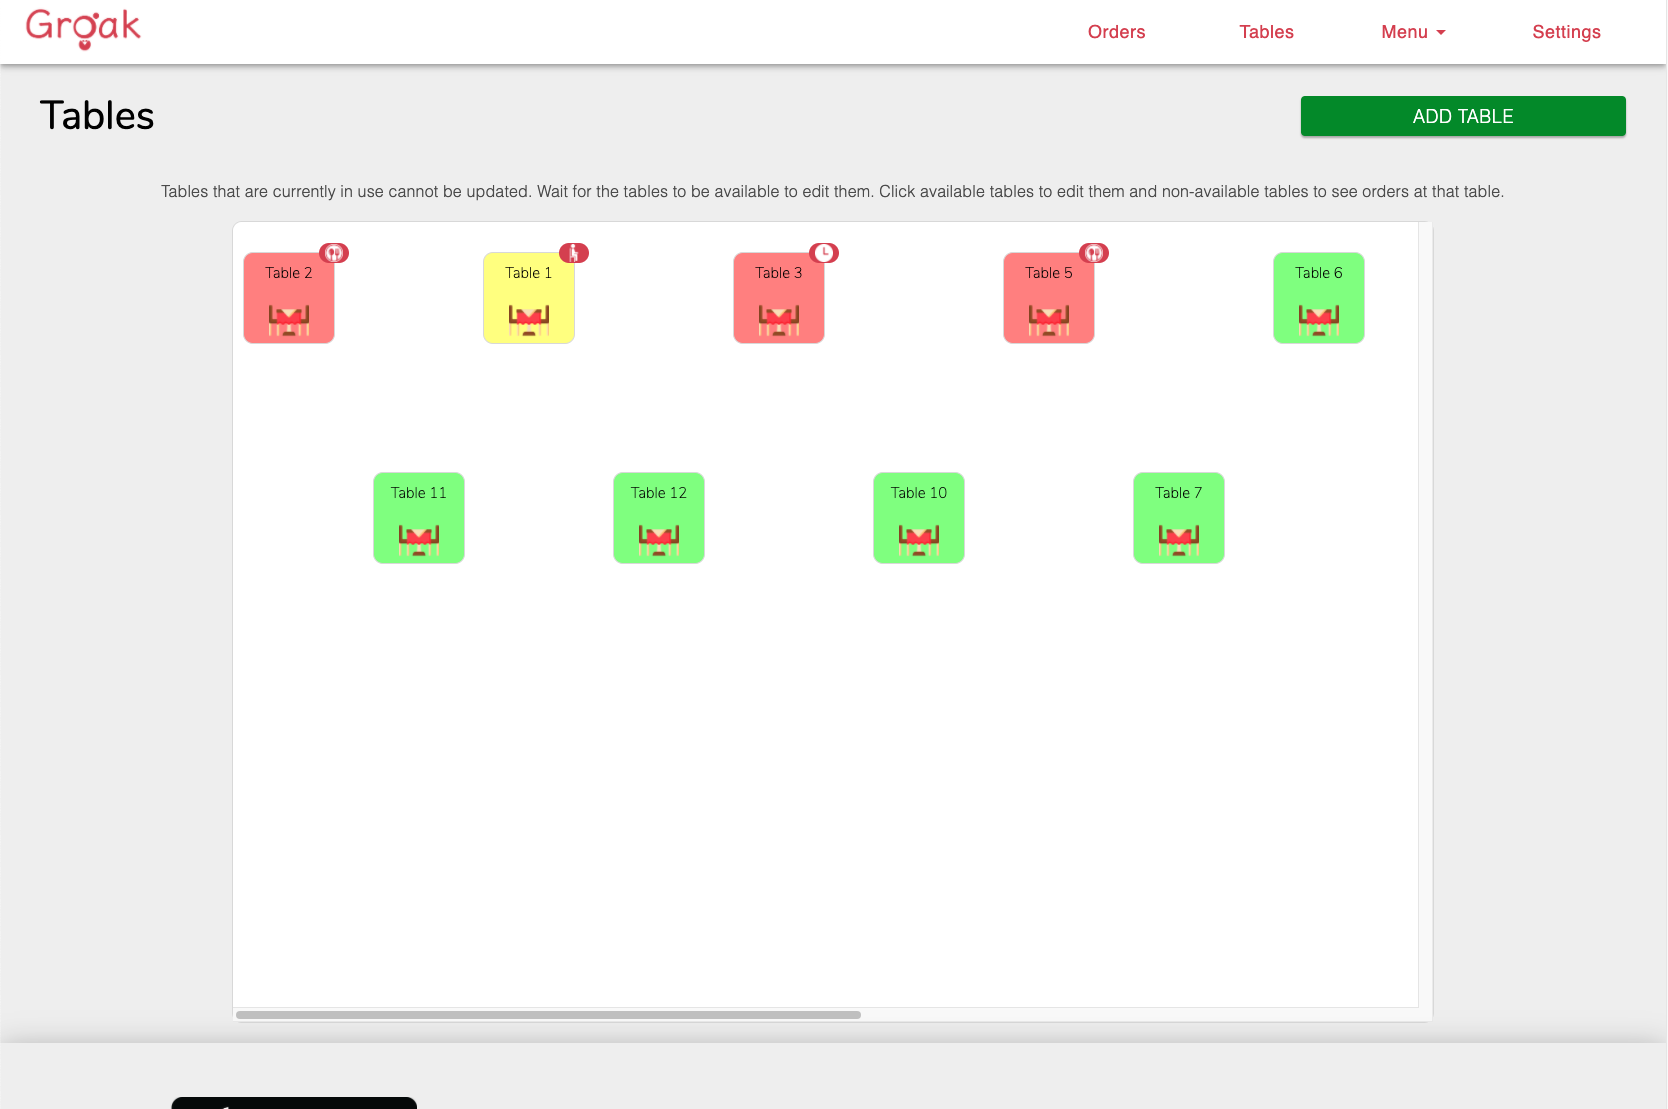 Groak
Orders Tables Menu Settings
Tables
ADD TABLE
Tables that are currently in use cannot be updated. Wait for the tables to be available to edit them. Click available tables to edit them and non-available tables to see orders at that table.
Table 2 Table 1 Table 3 Table 5 Table 6
Table 11 Table 12 Table 10 Table 7